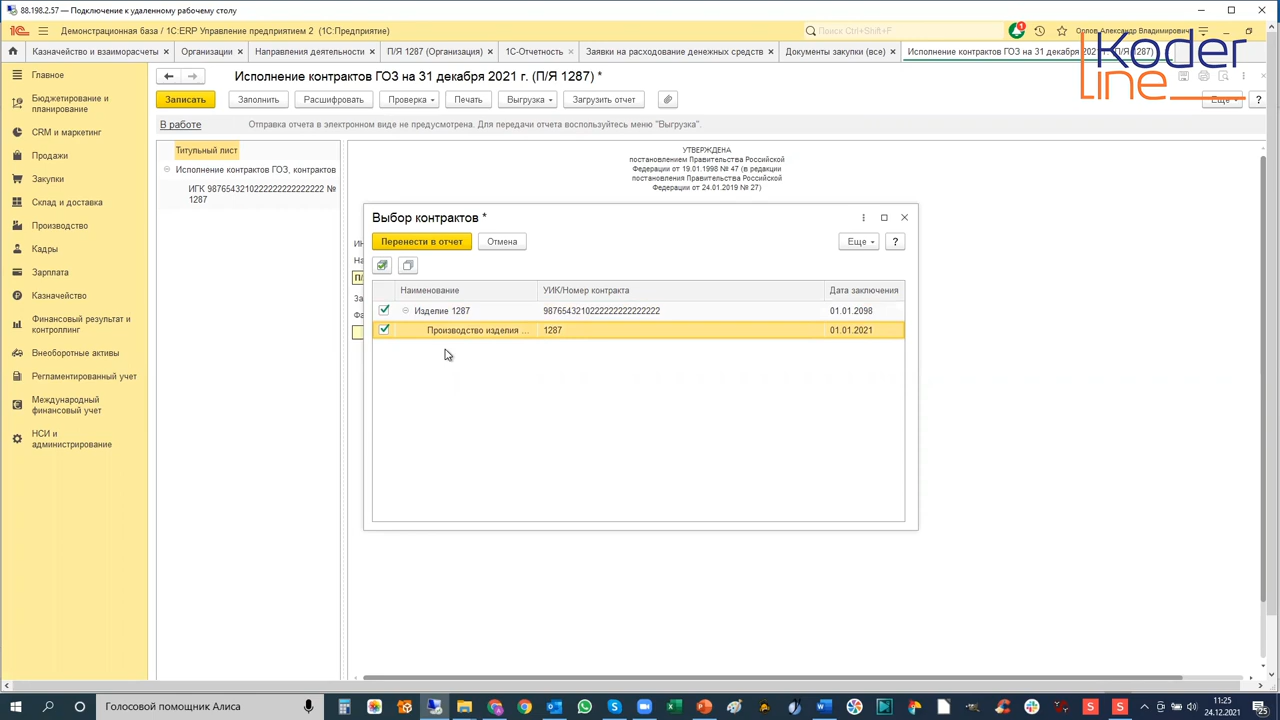 88.198.2.57 — Подключение к удаленному рабочему столу
Демонстрационная база / 1С:ERP Управление предприятием 2 (1С:Предприятие)
Поиск Ctrl+Shift+F
Орлов Александр Владимирович
Казначейство и взаиморасчеты
Организации
Направления деятельности
П/Я 1287 (Организация)
1С-Отчетность
Заявки на расходование денежных средств
Документы закупки (все)
Исполнение контрактов ГОЗ на 31 декабря 2021 г. (П/Я 1287)
Koder
line
Исполнение контрактов ГОЗ на 31 декабря 2021 г. (П/Я 1287) *
Записать
Заполнить
Расшифровать
Проверка
Печать
Выгрузка
Загрузить отчет
Еще
?
В работе
Отправка отчета в электронном виде не предусмотрена. Для передачи отчета воспользуйтесь меню "Выгрузка".
Главное
Бюджетирование и
планирование
CRM и маркетинг
Продажи
Закупки
Склад и доставка
Производство
Кадры
Зарплата
Казначейство
Финансовый результат и
контроллинг
Внеоборотные активы
Регламентированный учет
Международный
финансовый учет
НСИ и
администрирование
Титульный лист
Исполнение контрактов ГОЗ, контрактов
ИГК 9876543210222222222222222 №
1287
УТВЕРЖДЕНА
постановлением Правительства Российской
Федерации от 19.01.1998 № 47 (в редакции
постановления Правительства Российской
Федерации от 24.01.2019 № 27)
Выбор контрактов *
Перенести в отчет
Отмена
Еще
?
Наименование
УИК/Номер контракта
Дата заключения
Изделие 1287
9876543210222222222222222
01.01.2098
Производство изделия ...
1287
01.01.2021
Голосовой помощник Алиса
11:25
24.12.2021